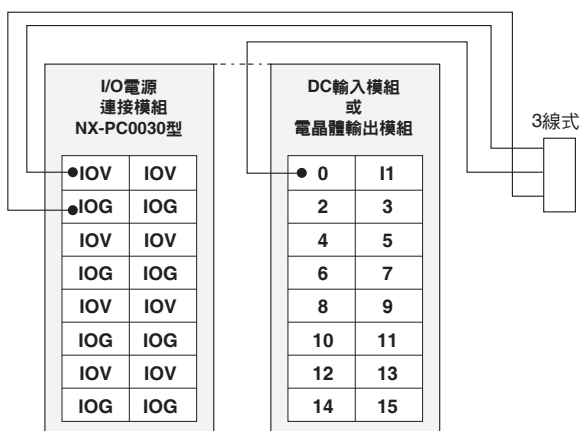 I/O電源
連接模組
NX-PC0030型
IOV IOV
IOG IOG
IOV IOV
IOG IOG
IOV IOV
IOG IOG
IOV IOV
IOG IOG
DC輸入模組
或
電晶體輸出模組
0 I1
2 3
4 5
6 7
8 9
10 11
12 13
14 15
3線式